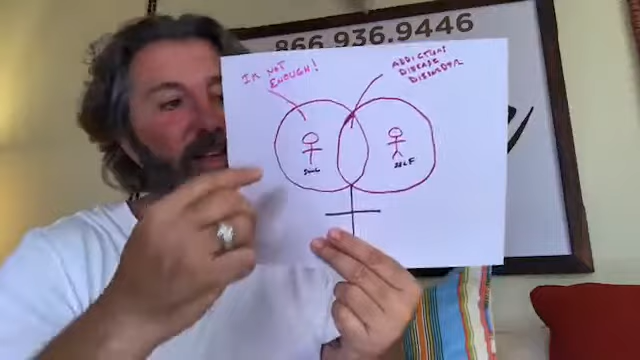 866.936.9446
I'M NOT
ENOUGH!
ADDICTION
DISEASE
DISORDER
SELF